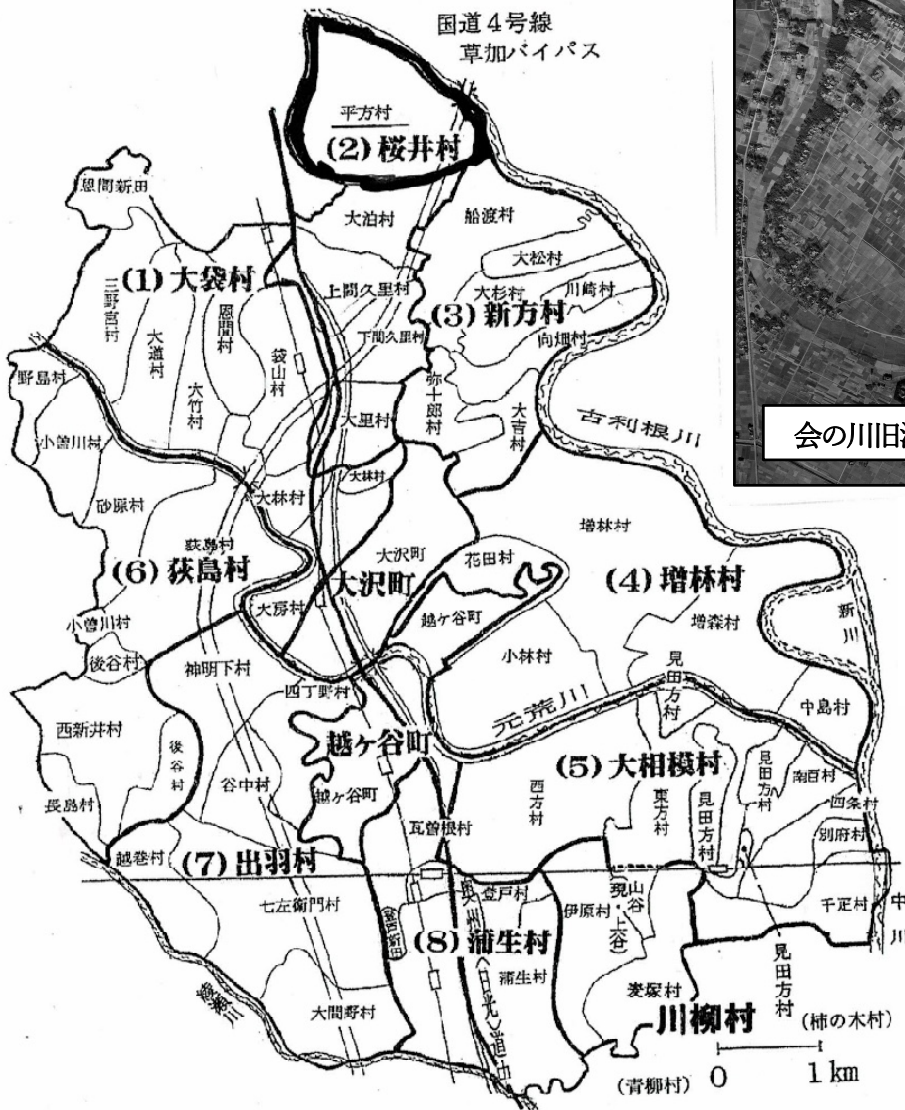 国道4号線
草加バイパス
平方村
(2) 桜井村
恩間新田
大泊村
船渡村
(1) 大袋村
大松村
上間久里村
大杉村
川崎村
三野宮村
恩間村
(3) 新方村
大道村
袋山村
下間久里村
向畑村
野島村
大竹村
弥十郎村
大吉村
大里村
古利根川
会の川旧
小曽川村
大林村
大林村
砂原村
増林村
荻島村
大沢町
花田村
(6) 荻島村
大沢町
(4) 増林村
大房村
越ヶ谷町
新川
小曽川村
増森村
後谷村
神明下村
小林村
見田方村
四丁野村
元荒川
中島村
西新井村
後谷村
越ヶ谷町
(5) 大相模村
見田方村
南百村
谷中村
越ヶ谷町
西方村
東方村
見田方村
四条村
長島村
瓦曽根村
別府村
越巻村
(7) 出羽村
登戸村
山谷
(現・上谷)
千疋村
中川
七左衛門村
伊原村
(8) 蒲生村
蒲生村
見田方村
麦塚村
綾瀬川
大間野村
川柳村
(柿の木村)
(青柳村)
0 1km